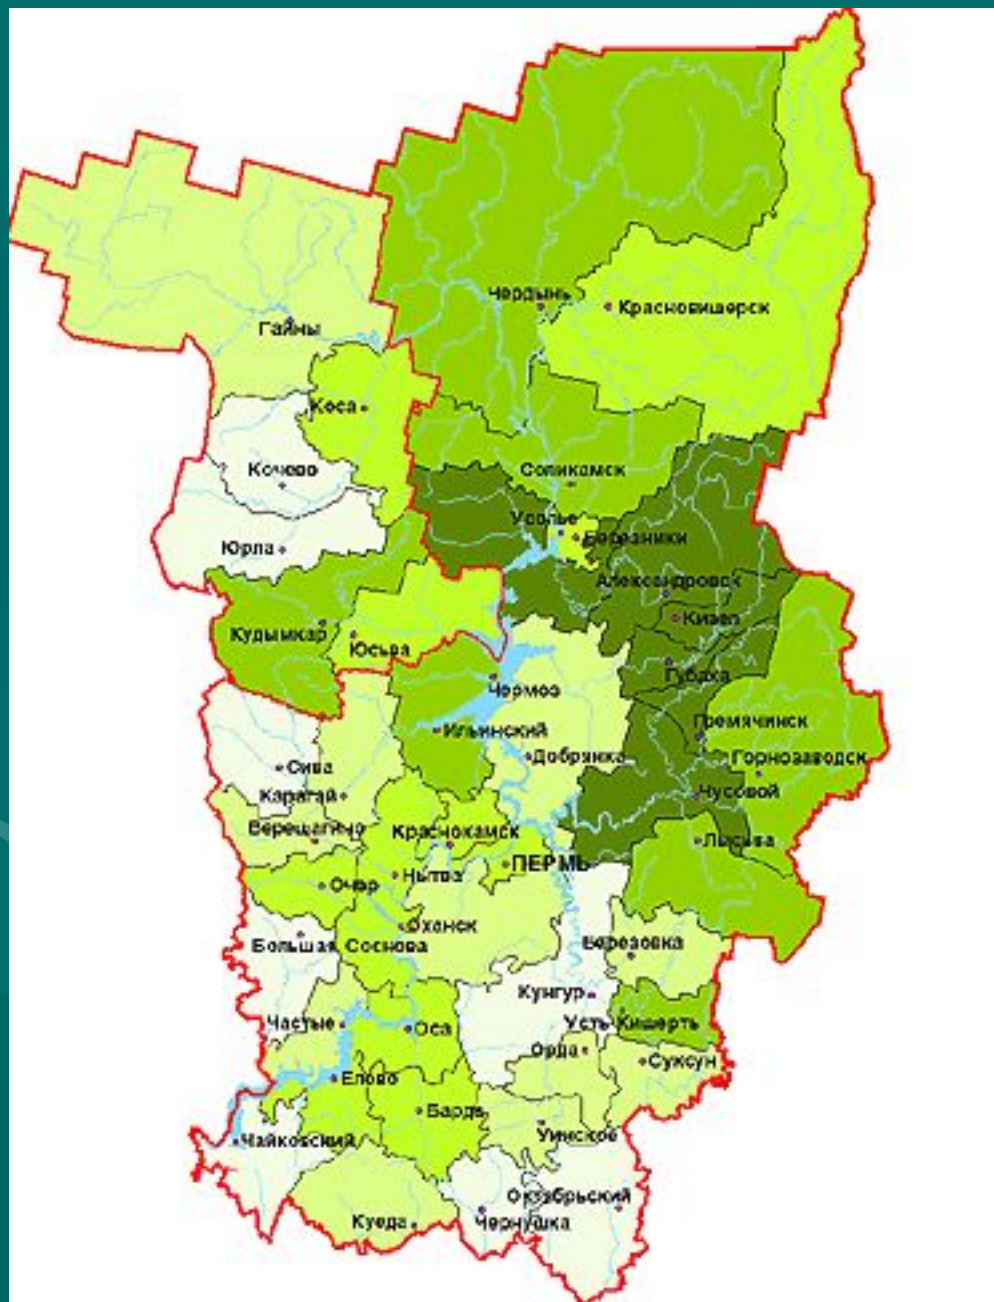 Чердынь
Красновишерск
Гайны
Коса
Кочево
Соликамск
Усолье
Березники
Юрла
Александровск
Кизел
Кудымкар
Юсьва
Губаха
Чермоз
Ильинский
Гремячинск
Добрянка
Горнозаводск
Сива
Карагай
Чусовой
Верещагино
Краснокамск
Лысьва
ПЕРМЬ
Очер
Нытва
Оханск
Большая Соснова
Березовка
Кунгур
Частые
Оса
Усть-Кишерть
Орда
Суксун
Елово
Барда
Чайковский
Уинское
Октябрьский
Куеда
Чернушка